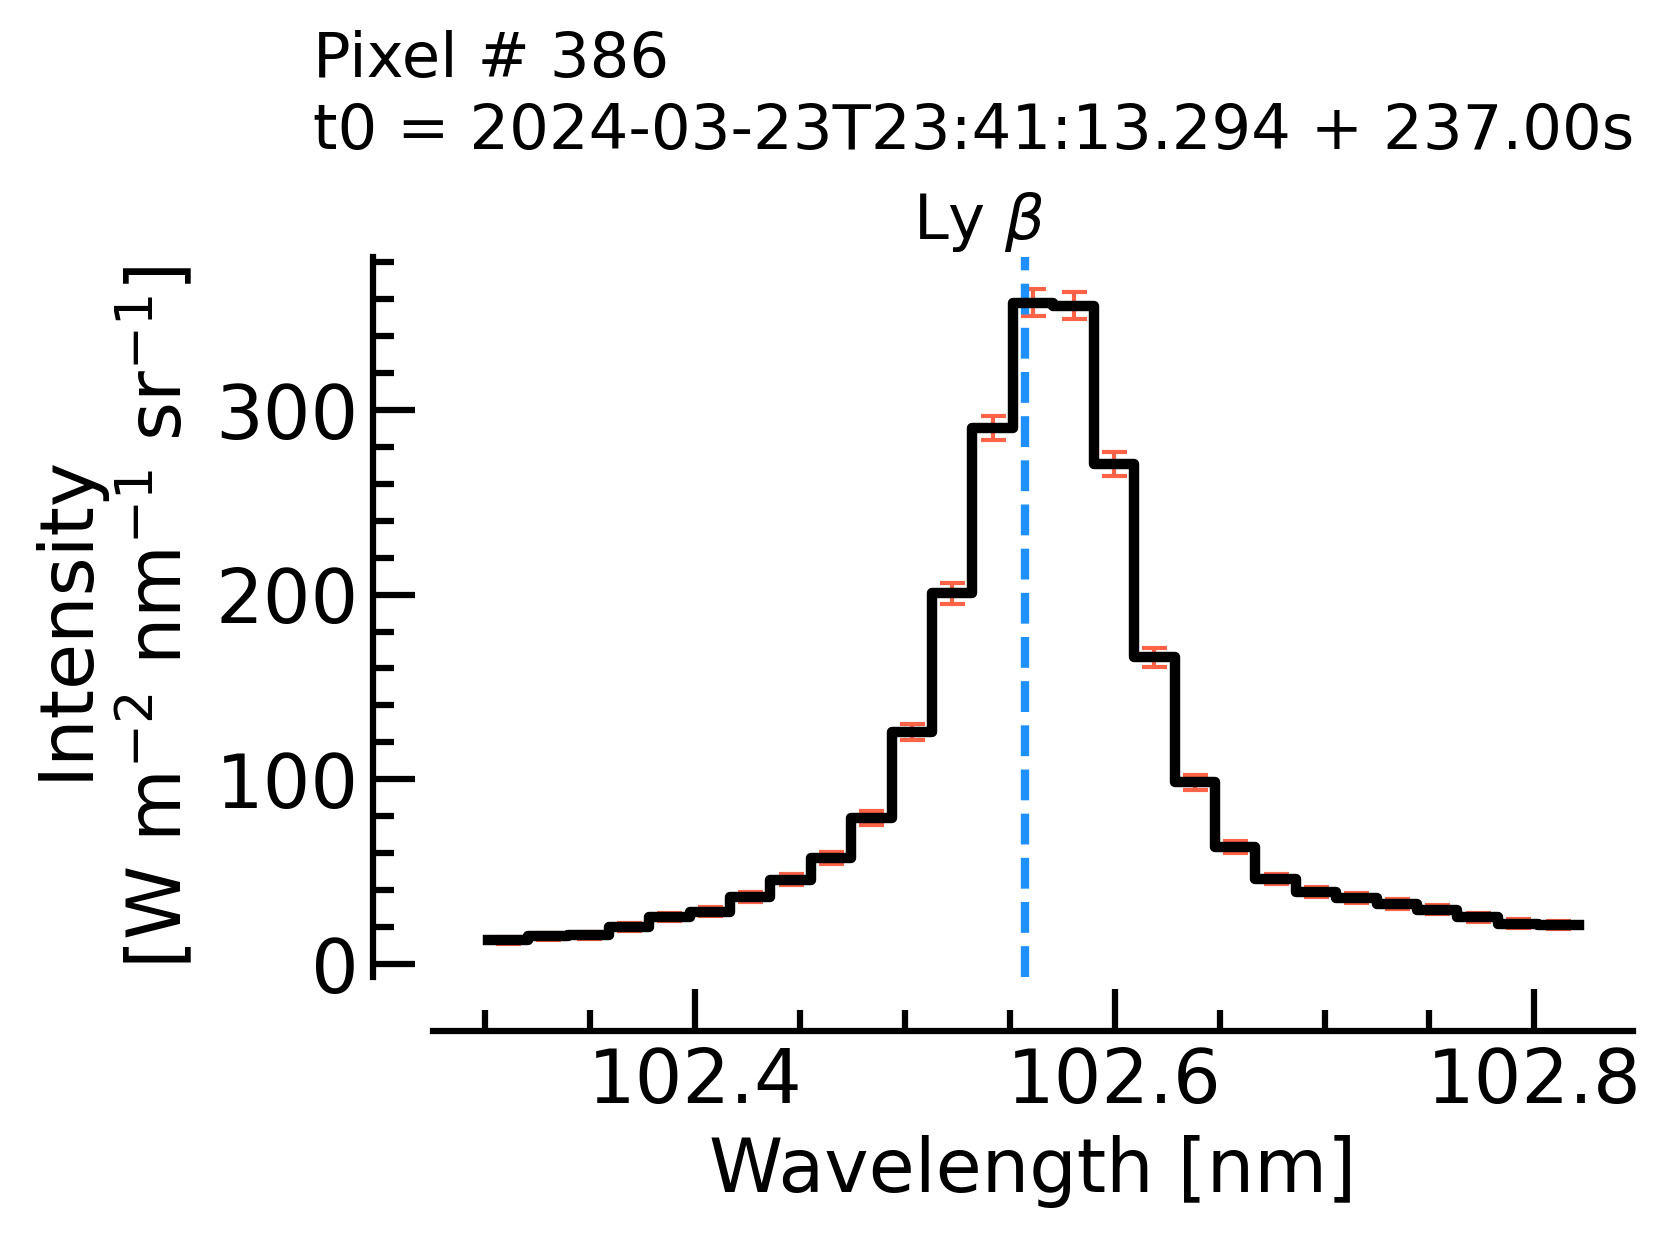 Pixel # 386
t0 = 2024-03-23T23:41:13.294 + 237.00s
Ly β
Intensity
[W m⁻² nm⁻¹ sr⁻¹]
300
200
100
0
102.4 102.6 102.8
Wavelength [nm]